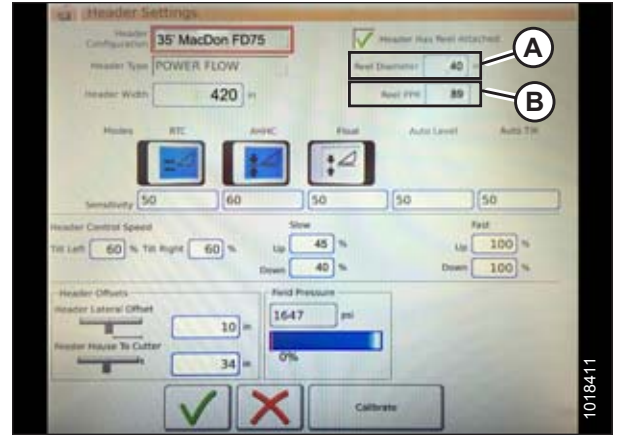 Header Settings
Header Configuration 35' MacDon FD75 Header Has Reel Attached
A
Header Type POWER FLOW Reel Diameter 40 in
Header Width 420 in Reel PPR 89
B
Modes RTC AHHC Float Auto Level Auto Tilt
Sensitivity 50 60 50 50 50
Header Control Speed Slow Fast
Tilt Left 60 % Tilt Right 60 % Up 45 % Up 100 %
Down 40 % Down 100 %
Header Offsets Field Pressure
Header Lateral Offset 1647 psi
10 in
Feeder House To Cutter
34 in 0%
Calibrate
1018411